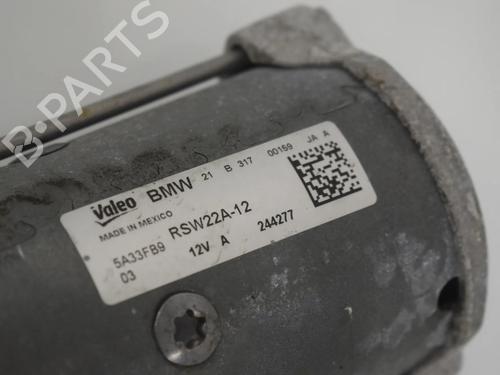 B-PARTS
Valeo BMW 21 B 317 00159 JA A
MADE IN MEXICO
5A33FB9 RSW22A-12
03 12V A 244277